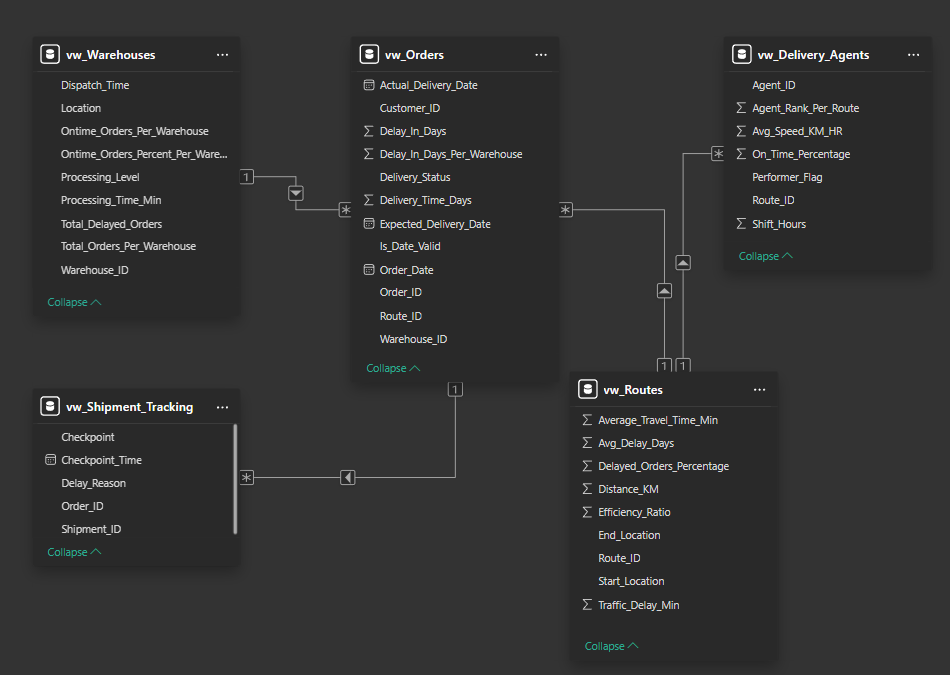 vw_Warehouses
Dispatch_Time
Location
Ontime_Orders_Per_Warehouse
Ontime_Orders_Percent_Per_Ware...
Processing_Level
Processing_Time_Min
Total_Delayed_Orders
Total_Orders_Per_Warehouse
Warehouse_ID
Collapse
vw_Orders
Actual_Delivery_Date
Customer_ID
Delay_In_Days
Delay_In_Days_Per_Warehouse
Delivery_Status
Delivery_Time_Days
Expected_Delivery_Date
Is_Date_Valid
Order_Date
Order_ID
Route_ID
Warehouse_ID
Collapse
vw_Delivery_Agents
Agent_ID
Agent_Rank_Per_Route
Avg_Speed_KM_HR
On_Time_Percentage
Performer_Flag
Route_ID
Shift_Hours
Collapse
1
*
*
*
1
1 1
vw_Shipment_Tracking
Checkpoint
Checkpoint_Time
Delay_Reason
Order_ID
Shipment_ID
Collapse
*
vw_Routes
Average_Travel_Time_Min
Avg_Delay_Days
Delayed_Orders_Percentage
Distance_KM
Efficiency_Ratio
End_Location
Route_ID
Start_Location
Traffic_Delay_Min
Collapse